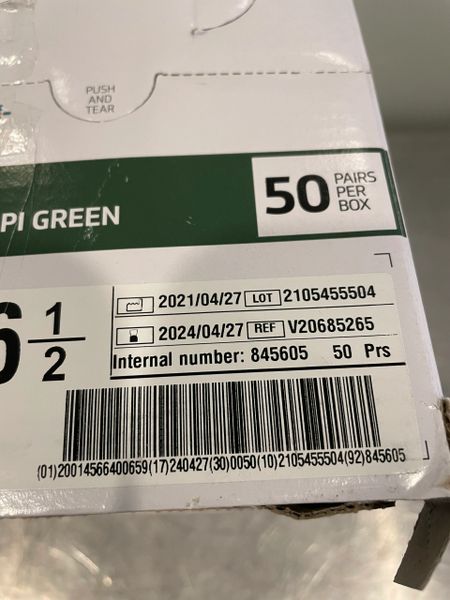 PUSH
AND
TEAR
PI GREEN
50 PAIRS
PER
BOX
6 1/2
2021/04/27 LOT 2105455504
2024/04/27 REF V20685265
Internal number: 845605 50 Prs
(01)20014566400659(17)240427(30)0050(10)2105455504(92)845605